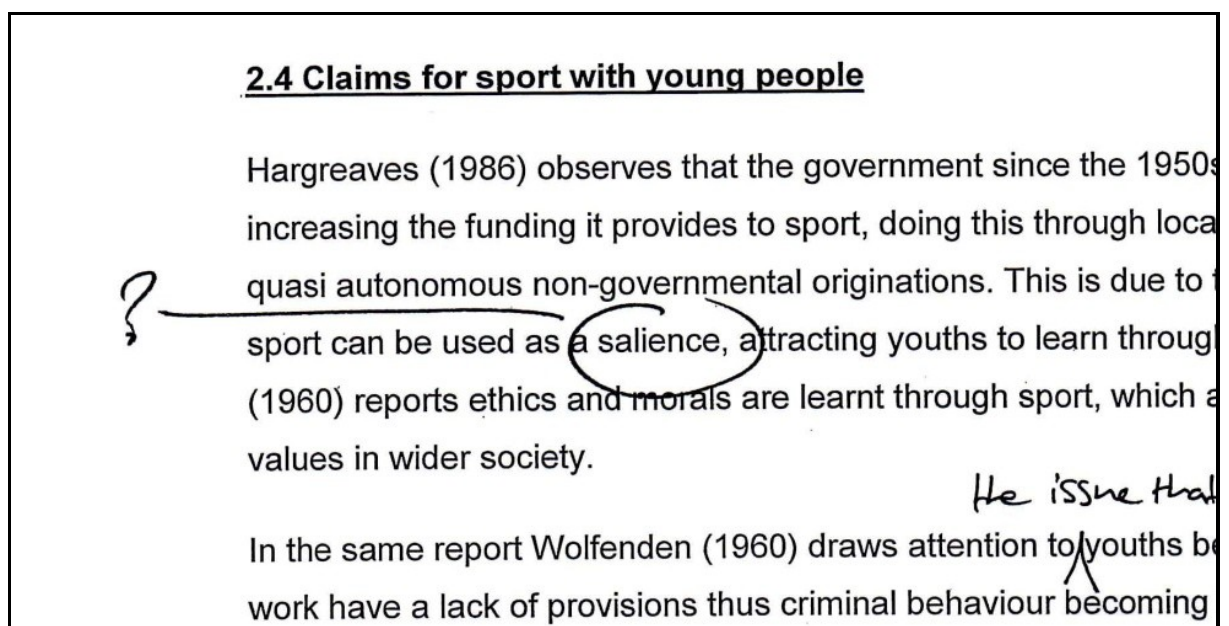 2.4 Claims for sport with young people
Hargreaves (1986) observes that the government since the 1950s
increasing the funding it provides to sport, doing this through loca
quasi autonomous non-governmental originations. This is due to
?
sport can be used as a salience, attracting youths to learn through
(1960) reports ethics and morals are learnt through sport, which a
values in wider society.
the issue that
In the same report Wolfenden (1960) draws attention to youths be
work have a lack of provisions thus criminal behaviour becoming